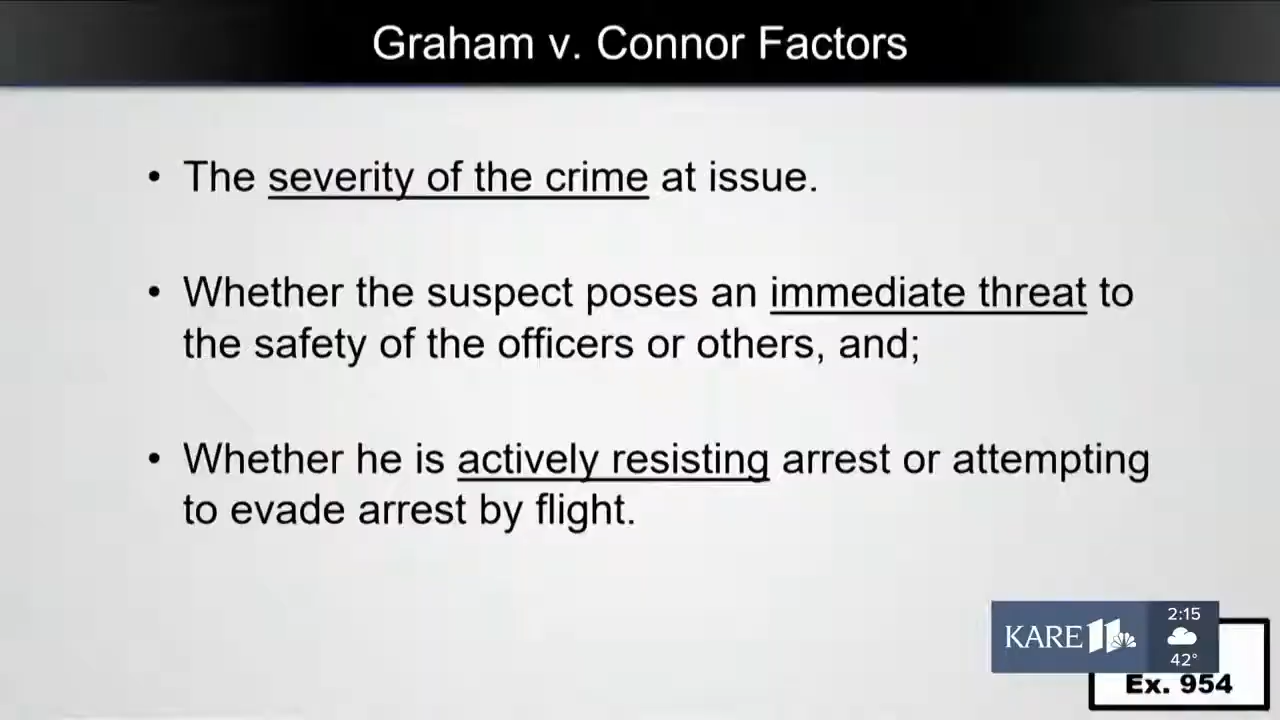 Graham v. Connor Factors
• The severity of the crime at issue.
• Whether the suspect poses an immediate threat to
the safety of the officers or others, and;
• Whether he is actively resisting arrest or attempting
to evade arrest by flight.
KARE 11
2:15
42°
Ex. 954